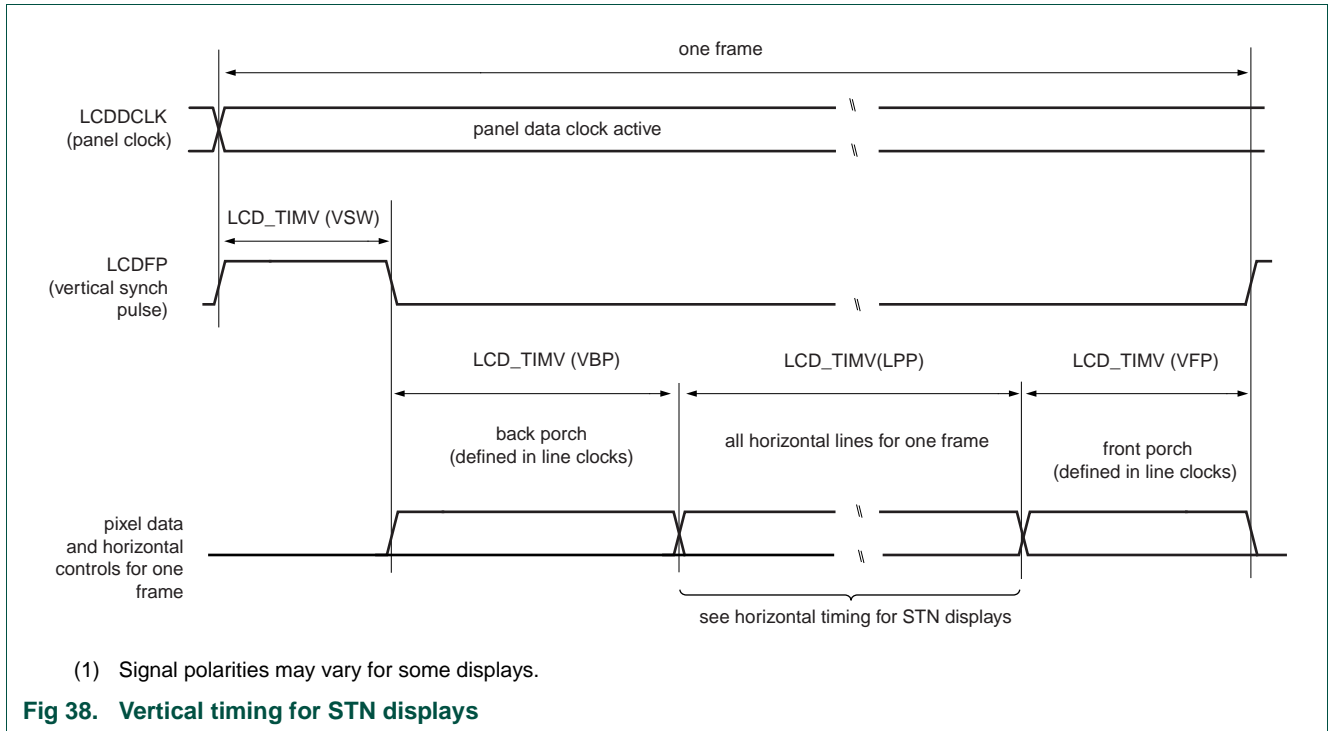 one frame
LCDDCLK
(panel clock)
panel data clock active
LCD_TIMV (VSW)
LCDFP
(vertical synch
pulse)
LCD_TIMV (VBP)
LCD_TIMV(LPP)
LCD_TIMV (VFP)
back porch
(defined in line clocks)
all horizontal lines for one frame
front porch
(defined in line clocks)
pixel data
and horizontal
controls for one
frame
see horizontal timing for STN displays
(1) Signal polarities may vary for some displays.
Fig 38. Vertical timing for STN displays